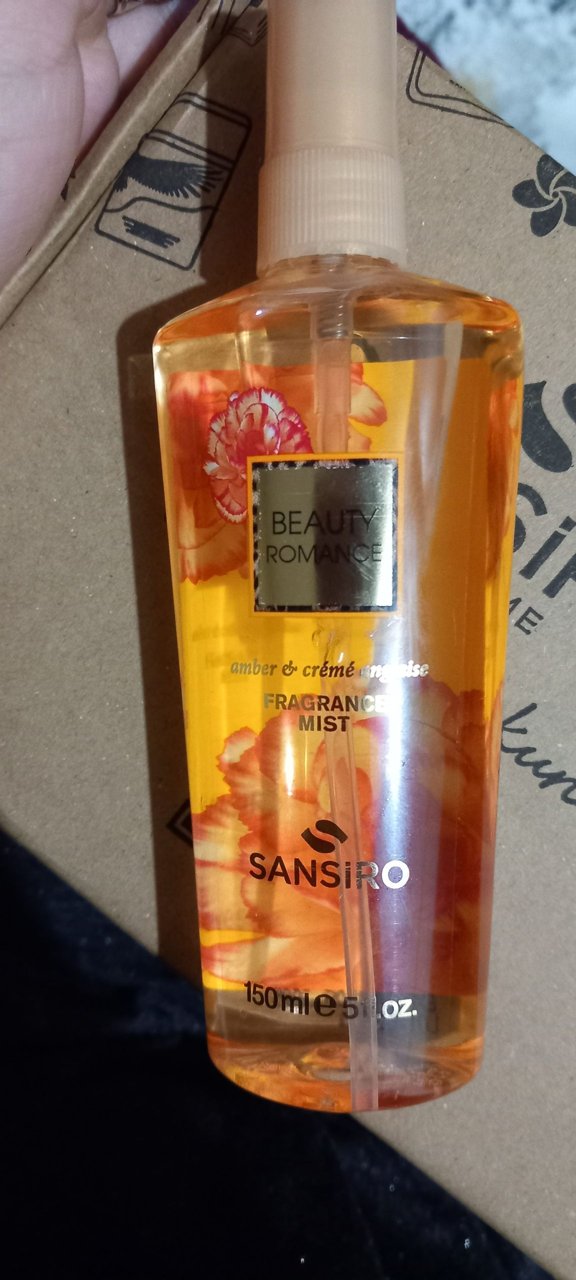 BEAUTY
ROMANCE
amber & crémé anglaise
FRAGRANCE
MIST
SANSiRO
150ml e 5fl.oz.